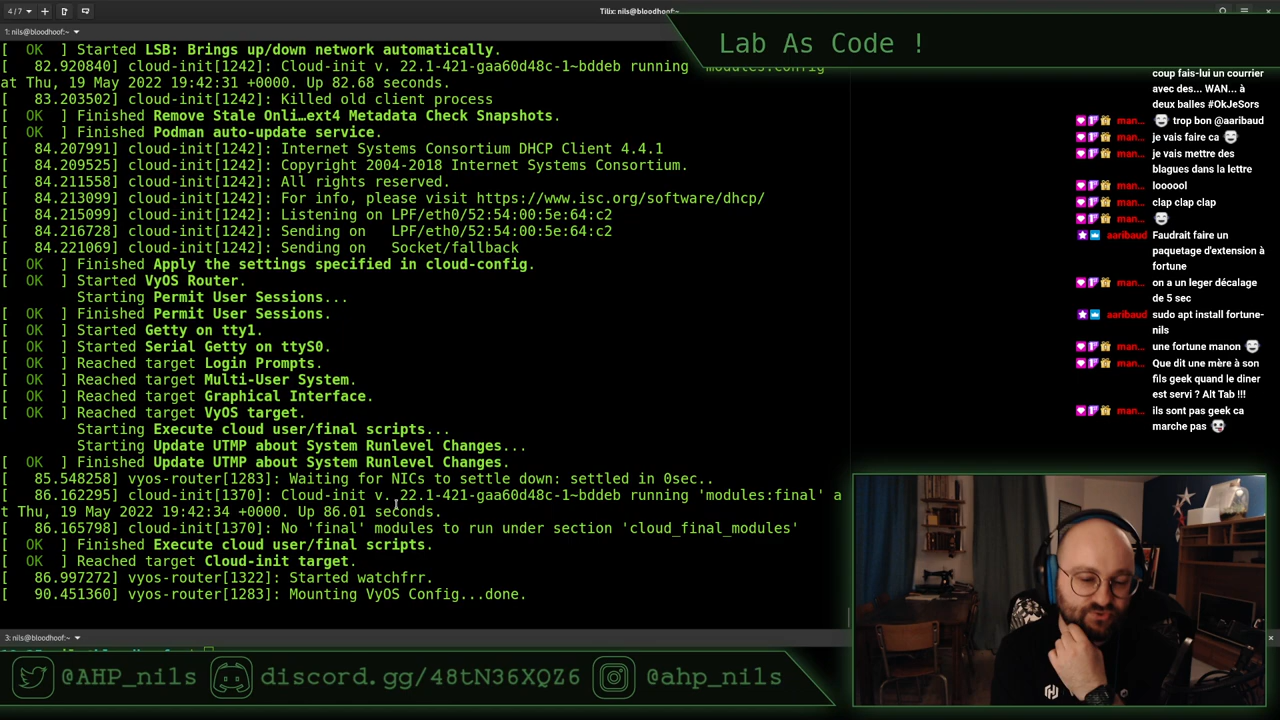 4 / 7
Tilix: nils@bloodhoof:~
1: nils@bloodhoof:~
Lab As Code !
[  OK  ] Started LSB: Brings up/down network automatically.
[   82.920840] cloud-init[1242]: Cloud-init v. 22.1-421-gaa60d48c-1~bddeb running 'modules:config'
at Thu, 19 May 2022 19:42:31 +0000. Up 82.68 seconds.
[   83.203502] cloud-init[1242]: Killed old client process
[  OK  ] Finished Remove Stale Onli…ext4 Metadata Check Snapshots.
[  OK  ] Finished Podman auto-update service.
[   84.207991] cloud-init[1242]: Internet Systems Consortium DHCP Client 4.4.1
[   84.209525] cloud-init[1242]: Copyright 2004-2018 Internet Systems Consortium.
[   84.211558] cloud-init[1242]: All rights reserved.
[   84.213099] cloud-init[1242]: For info, please visit https://www.isc.org/software/dhcp/
[   84.215099] cloud-init[1242]: Listening on LPF/eth0/52:54:00:5e:64:c2
[   84.216728] cloud-init[1242]: Sending on   LPF/eth0/52:54:00:5e:64:c2
[   84.221069] cloud-init[1242]: Sending on   Socket/fallback
[  OK  ] Finished Apply the settings specified in cloud-config.
[  OK  ] Started VyOS Router.
Starting Permit User Sessions...
[  OK  ] Finished Permit User Sessions.
[  OK  ] Started Getty on tty1.
[  OK  ] Started Serial Getty on ttyS0.
[  OK  ] Reached target Login Prompts.
[  OK  ] Reached target Multi-User System.
[  OK  ] Reached target Graphical Interface.
[  OK  ] Reached target VyOS target.
Starting Execute cloud user/final scripts...
Starting Update UTMP about System Runlevel Changes...
[  OK  ] Finished Update UTMP about System Runlevel Changes.
[   85.548258] vyos-router[1283]: Waiting for NICs to settle down: settled in 0sec..
[   86.162295] cloud-init[1370]: Cloud-init v. 22.1-421-gaa60d48c-1~bddeb running 'modules:final' a
t Thu, 19 May 2022 19:42:34 +0000. Up 86.01 seconds.
[   86.165798] cloud-init[1370]: No 'final' modules to run under section 'cloud_final_modules'
[  OK  ] Finished Execute cloud user/final scripts.
[  OK  ] Reached target Cloud-init target.
[   86.997272] vyos-router[1322]: Started watchfrr.
[   90.451360] vyos-router[1283]: Mounting VyOS Config...done.
3: nils@bloodhoof:~
coup fais-lui un courrier
avec des... WAN... à
deux balles #OkJeSors
man... trop bon @aaribaud
man... je vais faire ca
man... je vais mettre des
blagues dans la lettre
man... loooool
man... clap clap clap
man...
aaribaud Faudrait faire un
paquetage d'extension à
fortune
man... on a un leger décalage
de 5 sec
aaribaud sudo apt install fortune-
nils
man... une fortune manon
man... Que dit une mère à son
fils geek quand le diner
est servi ? Alt Tab !!!
man... ils sont pas geek ca
marche pas
@AHP_nils discord.gg/48tN36XQZ6 @ahp_nils